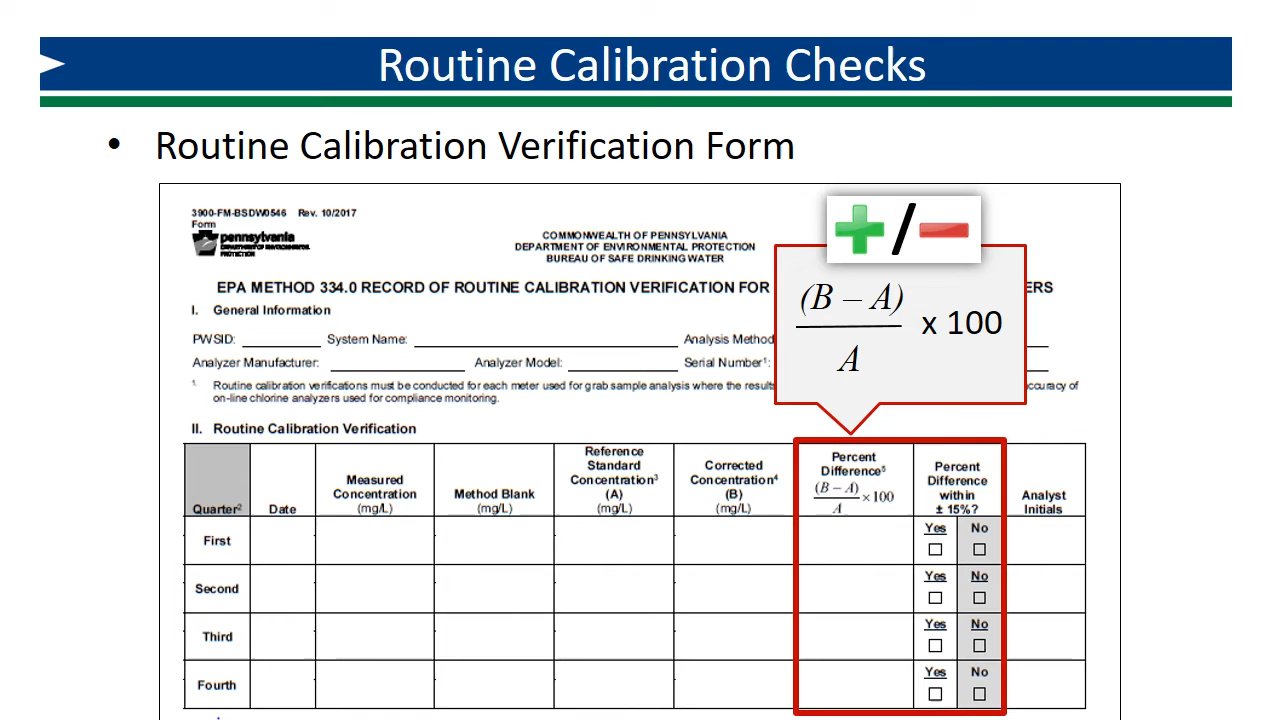 Routine Calibration Checks
• Routine Calibration Verification Form
3900-FM-BSDW0546 Rev. 10/2017
Form
pennsylvania
DEPARTMENT OF ENVIRONMENTAL
PROTECTION
COMMONWEALTH OF PENNSYLVANIA
DEPARTMENT OF ENVIRONMENTAL PROTECTION
BUREAU OF SAFE DRINKING WATER
EPA METHOD 334.0 RECORD OF ROUTINE CALIBRATION VERIFICATION FOR ERS
I. General Information
PWSID: System Name: Analysis Method
Analyzer Manufacturer: Analyzer Model: Serial Number1:
1. Routine calibration verifications must be conducted for each meter used for grab sample analysis where the results ccuracy of
on-line chlorine analyzers used for compliance monitoring.
+/−
(B – A)
x 100
A
II. Routine Calibration Verification
Quarter2
Date
Measured
Concentration
(mg/L)
Method Blank
(mg/L)
Reference
Standard
Concentration3
(A)
(mg/L)
Corrected
Concentration4
(B)
(mg/L)
Percent
Difference5
(B – A)
×100
A
Percent
Difference
within
± 15%?
Analyst
Initials
First Yes No
Second Yes No
Third Yes No
Fourth Yes No